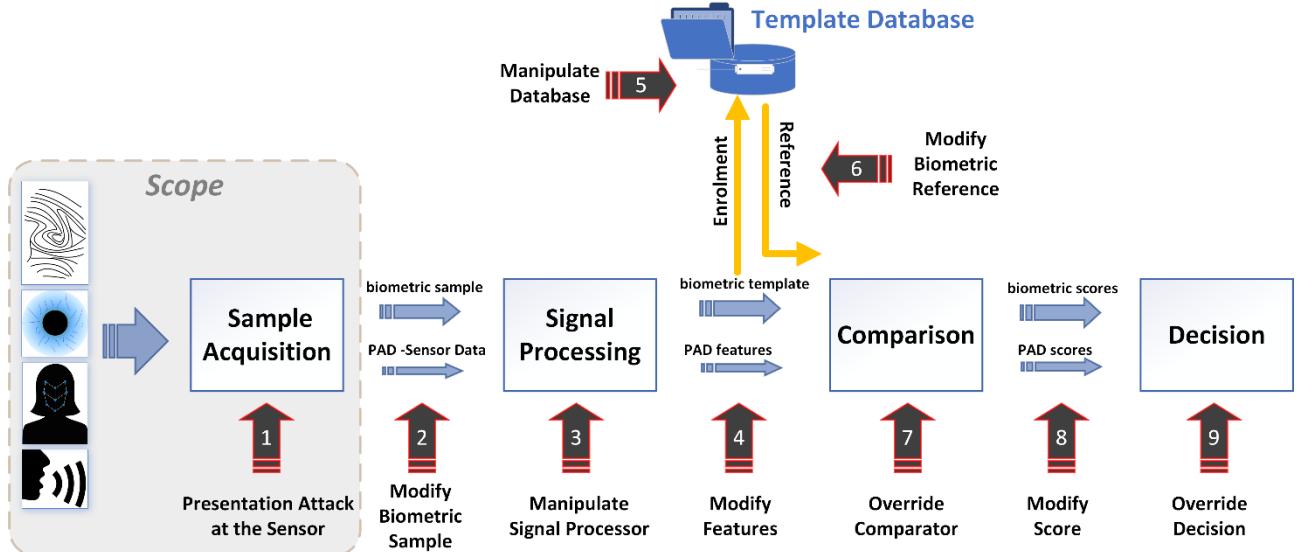 Template Database
Manipulate
Database
5
Enrolment
Reference
6
Modify
Biometric
Reference
Scope
Sample
Acquisition
biometric sample
PAD -Sensor Data
Signal
Processing
biometric template
PAD features
Comparison
biometric scores
PAD scores
Decision
1
2
3
4
7
8
9
Presentation Attack
at the Sensor
Modify
Biometric
Sample
Manipulate
Signal Processor
Modify
Features
Override
Comparator
Modify
Score
Override
Decision